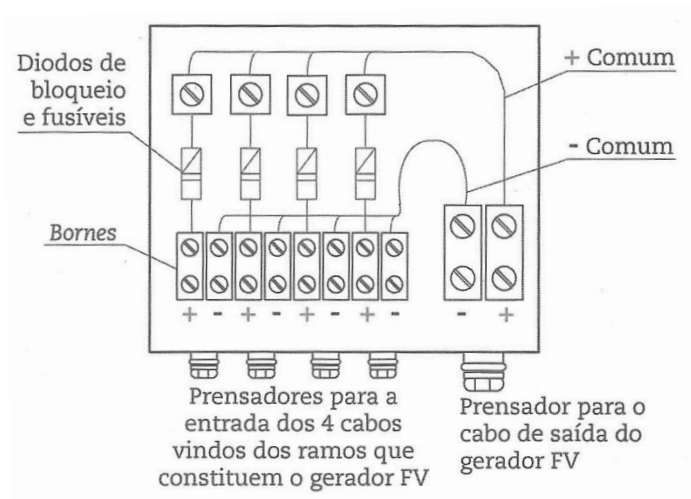 Diodos de
bloqueio
e fusíveis
+ Comum
- Comum
Bornes
+ - + - + - + -
- +
Prensadores para a
entrada dos 4 cabos
vindos dos ramos que
constituem o gerador FV
Prensador para o
cabo de saída do
gerador FV